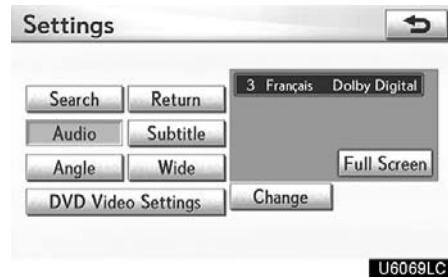 Settings
Search Return
3 Français Dolby Digital
Audio Subtitle
Angle Wide
Full Screen
DVD Video Settings
Change
U6069LC